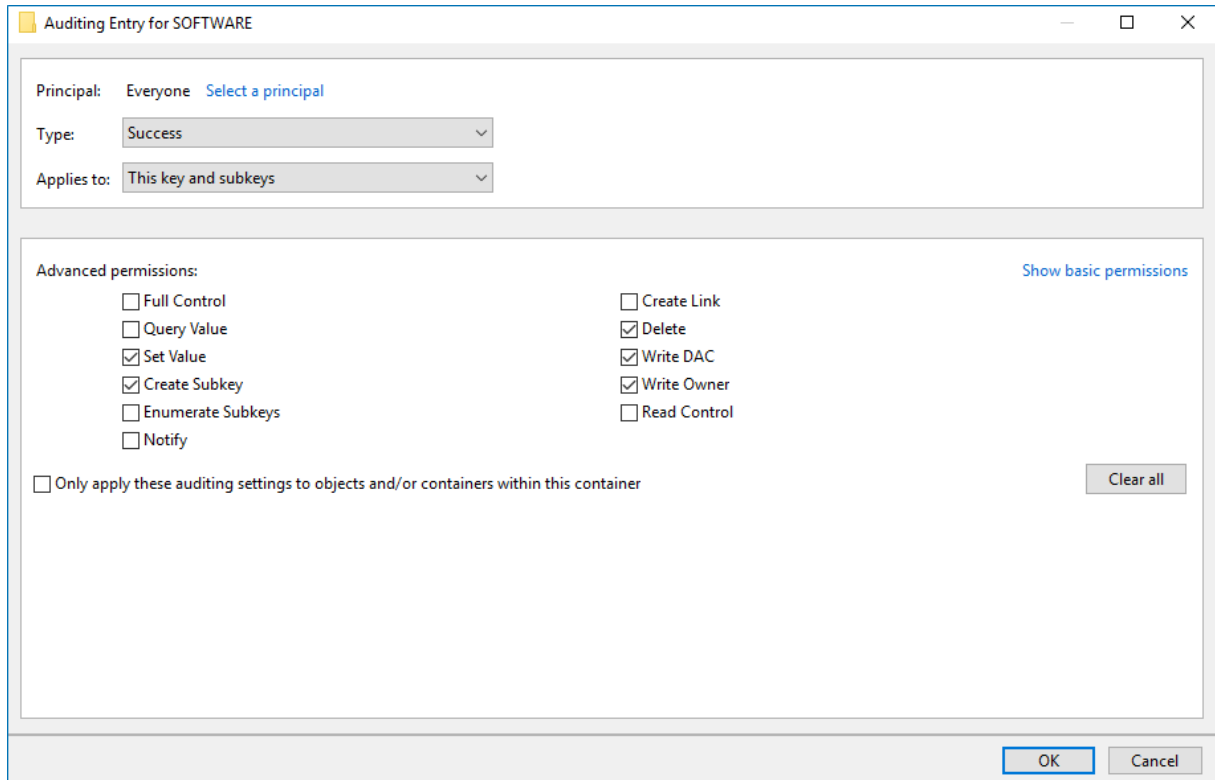 Auditing Entry for SOFTWARE
Principal: Everyone Select a principal
Type: Success
Applies to: This key and subkeys
Advanced permissions: Show basic permissions
Full Control Create Link
Query Value Delete
Set Value Write DAC
Create Subkey Write Owner
Enumerate Subkeys Read Control
Notify
Only apply these auditing settings to objects and/or containers within this container Clear all
OK Cancel